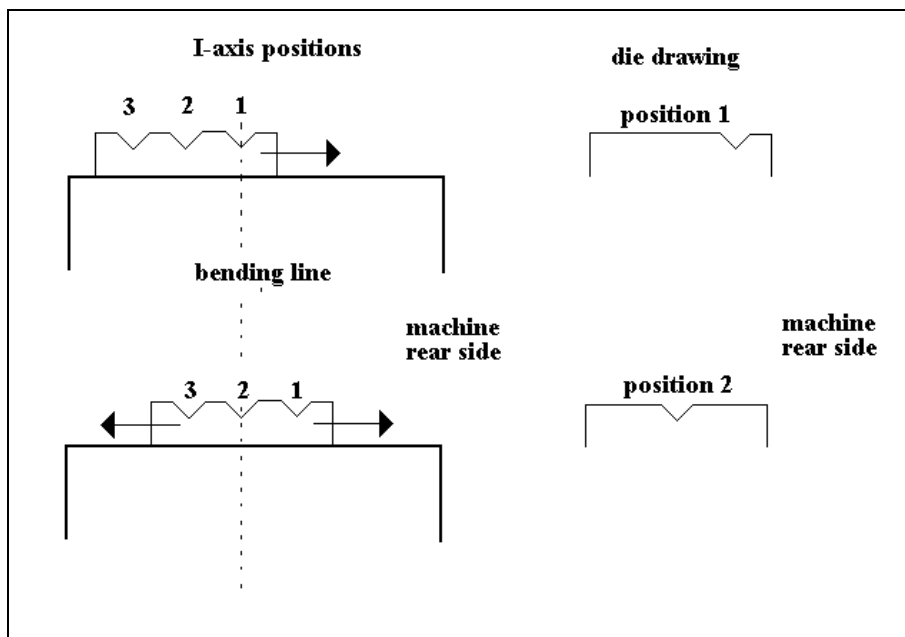 I-axis positions
die drawing
3 2 1
position 1
bending line
machine
rear side
machine
rear side
3 2 1
position 2